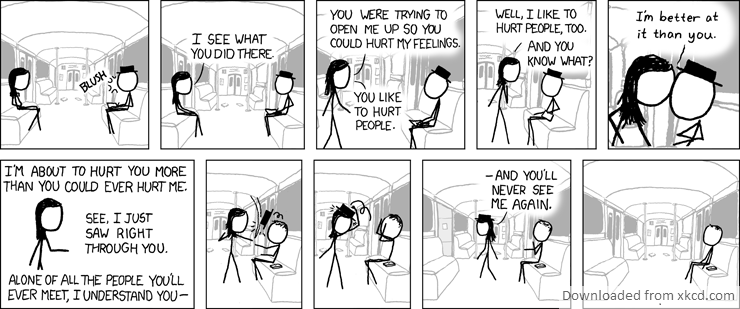 BLUSH
I SEE WHAT
YOU DID THERE.
YOU WERE TRYING TO
OPEN ME UP SO YOU
COULD HURT MY FEELINGS.
YOU LIKE
TO HURT
PEOPLE.
WELL, I LIKE TO
HURT PEOPLE, TOO.
AND YOU
KNOW WHAT?
I'm better at
it than you.
I'M ABOUT TO HURT YOU MORE
THAN YOU COULD EVER HURT ME.
SEE, I JUST
SAW RIGHT
THROUGH YOU.
ALONE OF ALL THE PEOPLE YOU'LL
EVER MEET, I UNDERSTAND YOU—
—AND YOU'LL
NEVER SEE
ME AGAIN.
Downloaded from xkcd.com